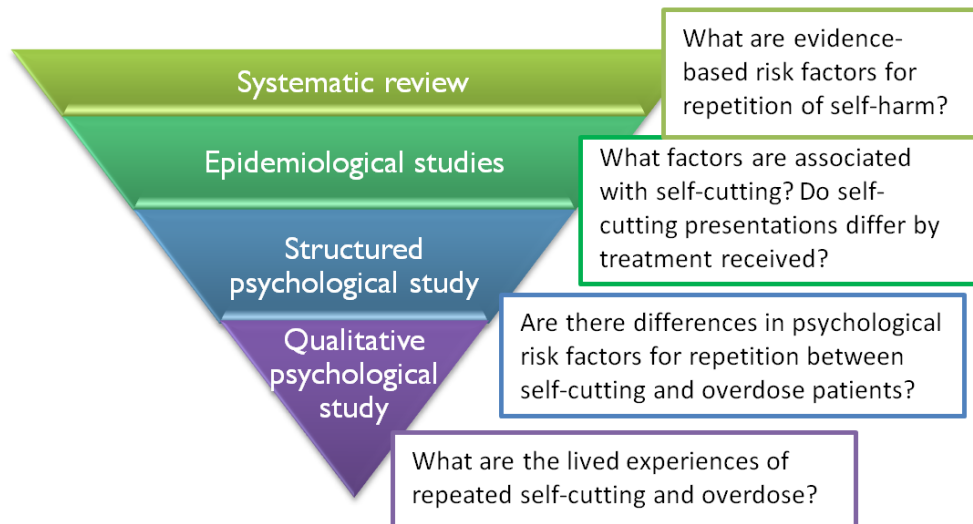 Systematic review
What are evidence-
based risk factors for
repetition of self-harm?
Epidemiological studies
What factors are associated
with self-cutting? Do self-
cutting presentations differ by
treatment received?
Structured
psychological study
Are there differences in psychological
risk factors for repetition between
self-cutting and overdose patients?
Qualitative
psychological
study
What are the lived experiences of
repeated self-cutting and overdose?